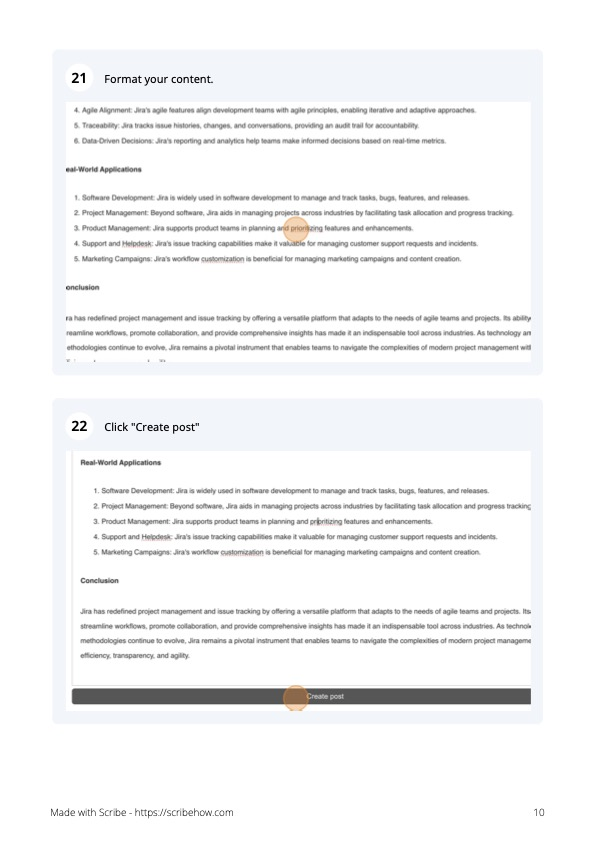 21 Format your content.
4. Agile Alignment: Jira's agile features align development teams with agile principles, enabling iterative and adaptive approaches.
5. Traceability: Jira tracks issue histories, changes, and conversations, providing an audit trail for accountability.
6. Data-Driven Decisions: Jira's reporting and analytics help teams make informed decisions based on real-time metrics.
eal-World Applications
1. Software Development: Jira is widely used in software development to manage and track tasks, bugs, features, and releases.
2. Project Management: Beyond software, Jira aids in managing projects across industries by facilitating task allocation and progress tracking.
3. Product Management: Jira supports product teams in planning and prioritizing features and enhancements.
4. Support and Helpdesk: Jira's issue tracking capabilities make it valuable for managing customer support requests and incidents.
5. Marketing Campaigns: Jira's workflow customization is beneficial for managing marketing campaigns and content creation.
onclusion
ra has redefined project management and issue tracking by offering a versatile platform that adapts to the needs of agile teams and projects. Its ability
reamline workflows, promote collaboration, and provide comprehensive insights has made it an indispensable tool across industries. As technology an
ethodologies continue to evolve, Jira remains a pivotal instrument that enables teams to navigate the complexities of modern project management wit
22 Click "Create post"
Real-World Applications
1. Software Development: Jira is widely used in software development to manage and track tasks, bugs, features, and releases.
2. Project Management: Beyond software, Jira aids in managing projects across industries by facilitating task allocation and progress tracking
3. Product Management: Jira supports product teams in planning and prioritizing features and enhancements.
4. Support and Helpdesk: Jira's issue tracking capabilities make it valuable for managing customer support requests and incidents.
5. Marketing Campaigns: Jira's workflow customization is beneficial for managing marketing campaigns and content creation.
Conclusion
Jira has redefined project management and issue tracking by offering a versatile platform that adapts to the needs of agile teams and projects. Its
streamline workflows, promote collaboration, and provide comprehensive insights has made it an indispensable tool across industries. As technol
methodologies continue to evolve, Jira remains a pivotal instrument that enables teams to navigate the complexities of modern project manageme
efficiency, transparency, and agility.
Create post
Made with Scribe - https://scribehow.com 10